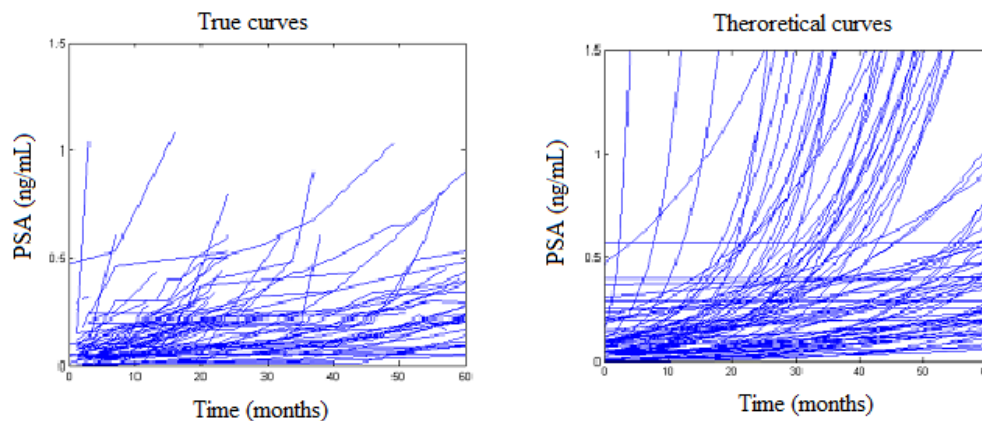 True curves
PSA (ng/mL)
1.5
1
0.5
0
0 10 20 30 40 50 60
Time (months)
Theroretical curves
PSA (ng/mL)
1.5
1
0.5
0
0 10 20 30 40 50
Time (months)